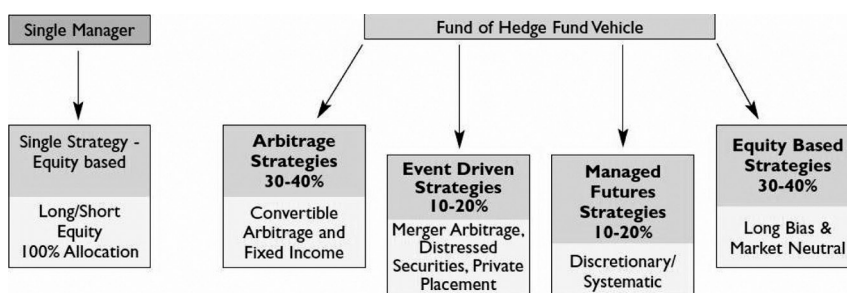 Single Manager
Fund of Hedge Fund Vehicle
Single Strategy -
Equity based
Long/Short
Equity
100% Allocation
Arbitrage
Strategies
30-40%
Convertible
Arbitrage and
Fixed Income
Event Driven
Strategies
10-20%
Merger Arbitrage,
Distressed
Securities, Private
Placement
Managed
Futures
Strategies
10-20%
Discretionary/
Systematic
Equity Based
Strategies
30-40%
Long Bias &
Market Neutral